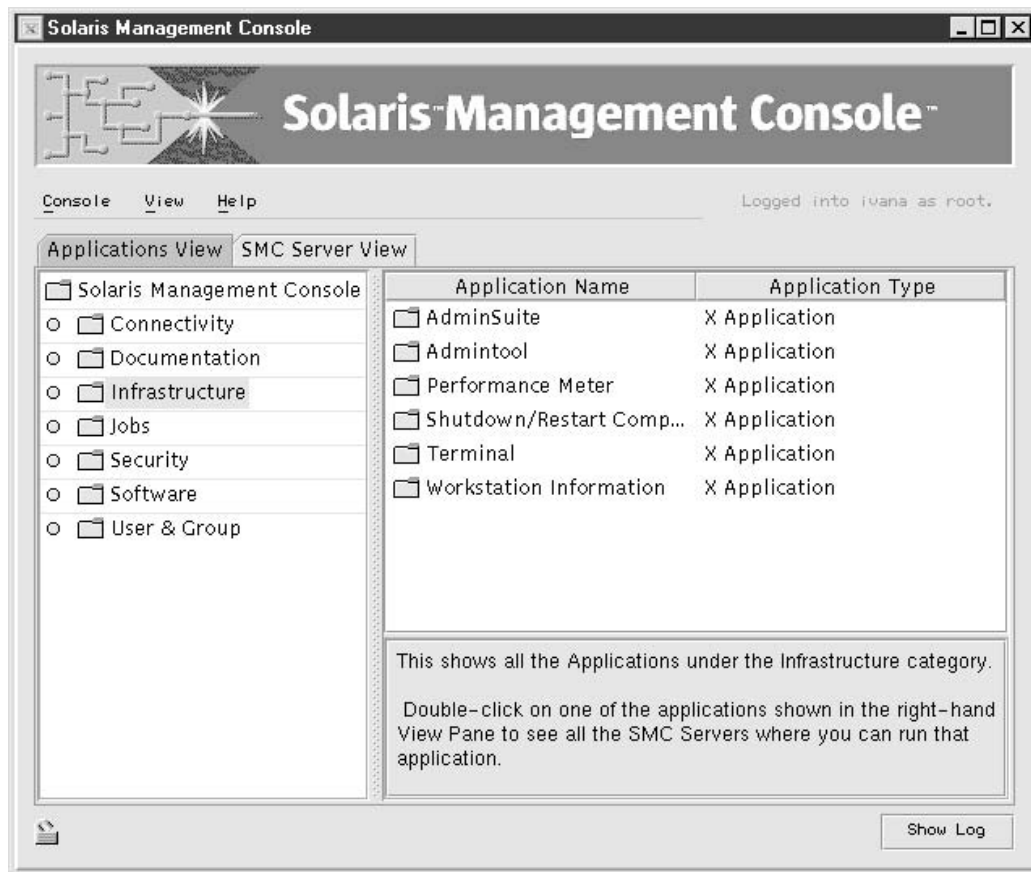 Solaris Management Console
Solaris™Management Console™
Console View Help
Logged into ivana as root.
Applications View SMC Server View
Solaris Management Console
Connectivity
Documentation
Infrastructure
Jobs
Security
Software
User & Group
Application Name Application Type
AdminSuite X Application
Admintool X Application
Performance Meter X Application
Shutdown/Restart Comp... X Application
Terminal X Application
Workstation Information X Application
This shows all the Applications under the Infrastructure category.
Double-click on one of the applications shown in the right-hand
View Pane to see all the SMC Servers where you can run that
application.
Show Log